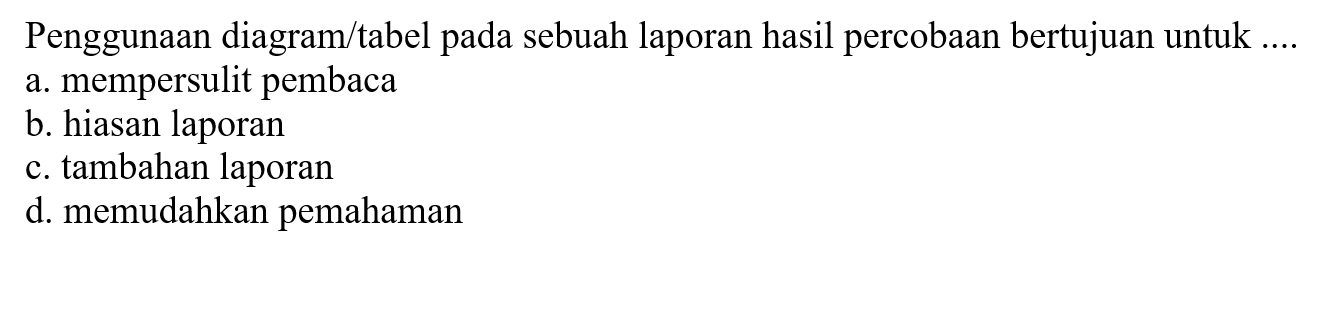 Penggunaan diagram/tabel pada sebuah laporan hasil percobaan bertujuan untuk ....
a. mempersulit pembaca
b. hiasan laporan
c. tambahan laporan
d. memudahkan pemahaman